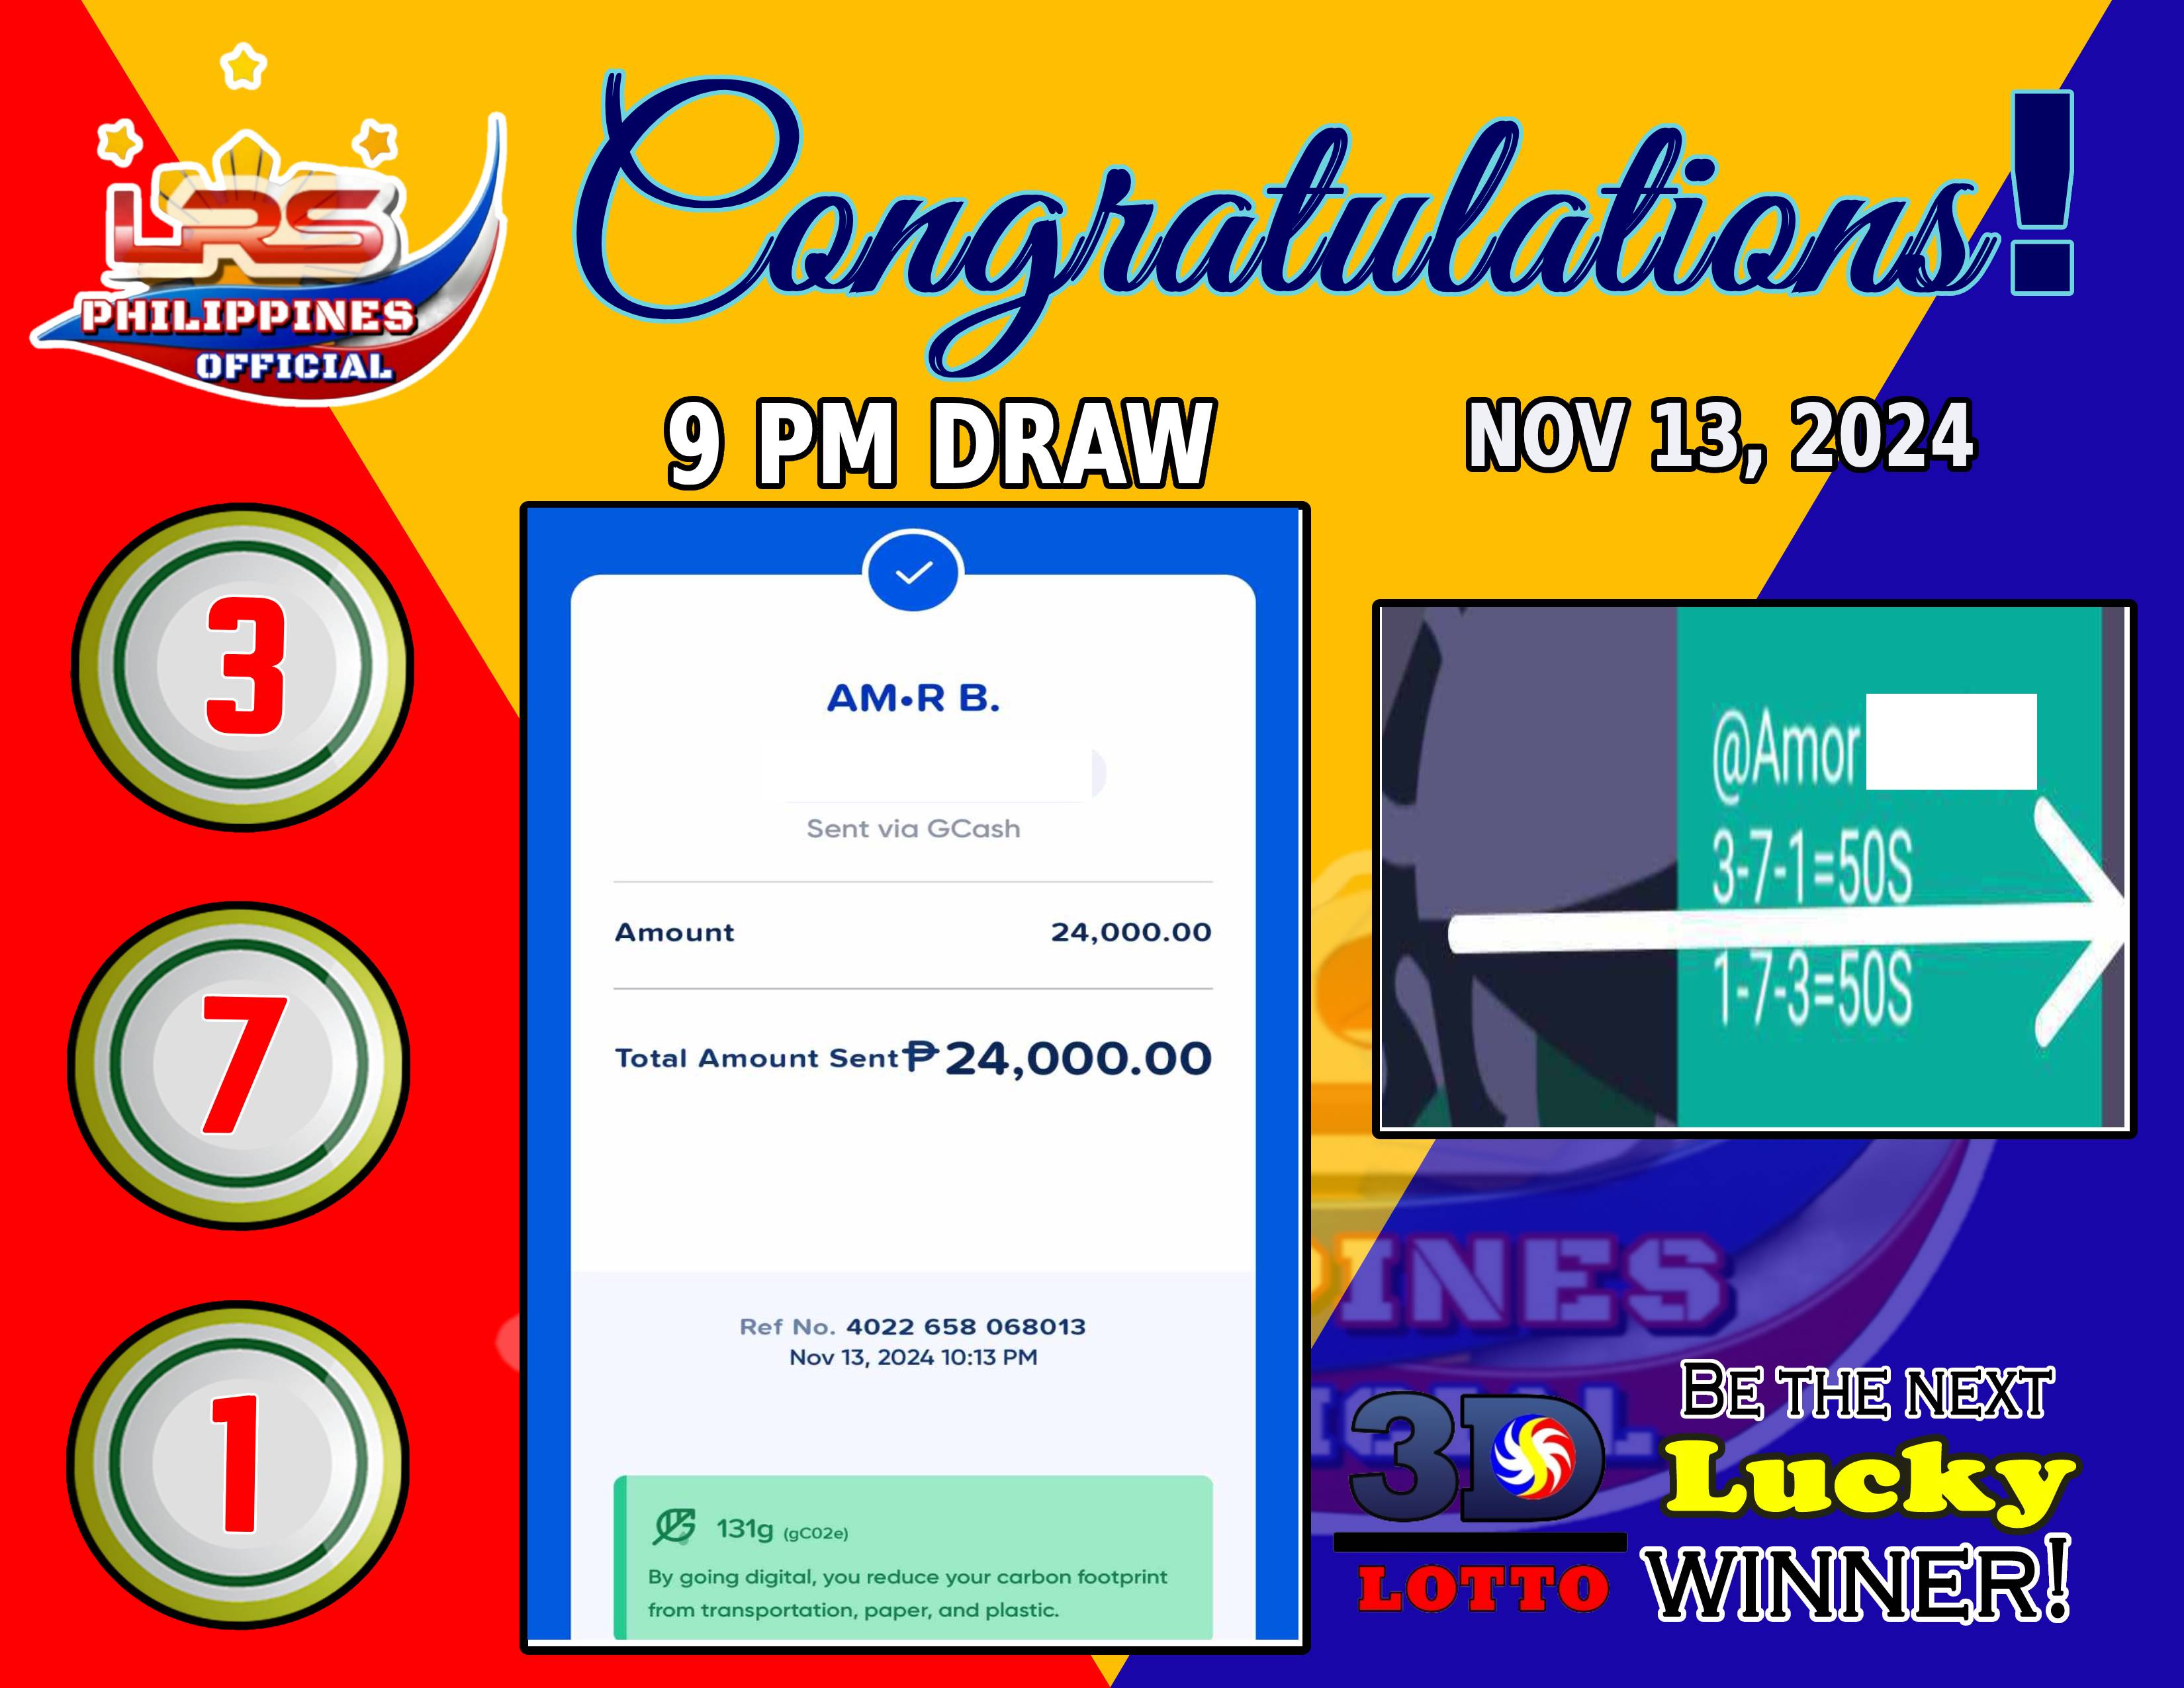 LRS
PHILIPPINES
OFFICIAL
Congratulations!
9 PM DRAW
NOV 13, 2024
3
7
1
AM•R B.
Sent via GCash
Amount 24,000.00
Total Amount Sent ₱24,000.00
Ref No. 4022 658 068013
Nov 13, 2024 10:13 PM
131g (gCO2e)
By going digital, you reduce your carbon footprint
from transportation, paper, and plastic.
@Amor
3-7-1=50S
1-7-3=50S
PINES
3D
LOTTO
BE THE NEXT
Lucky
WINNER!